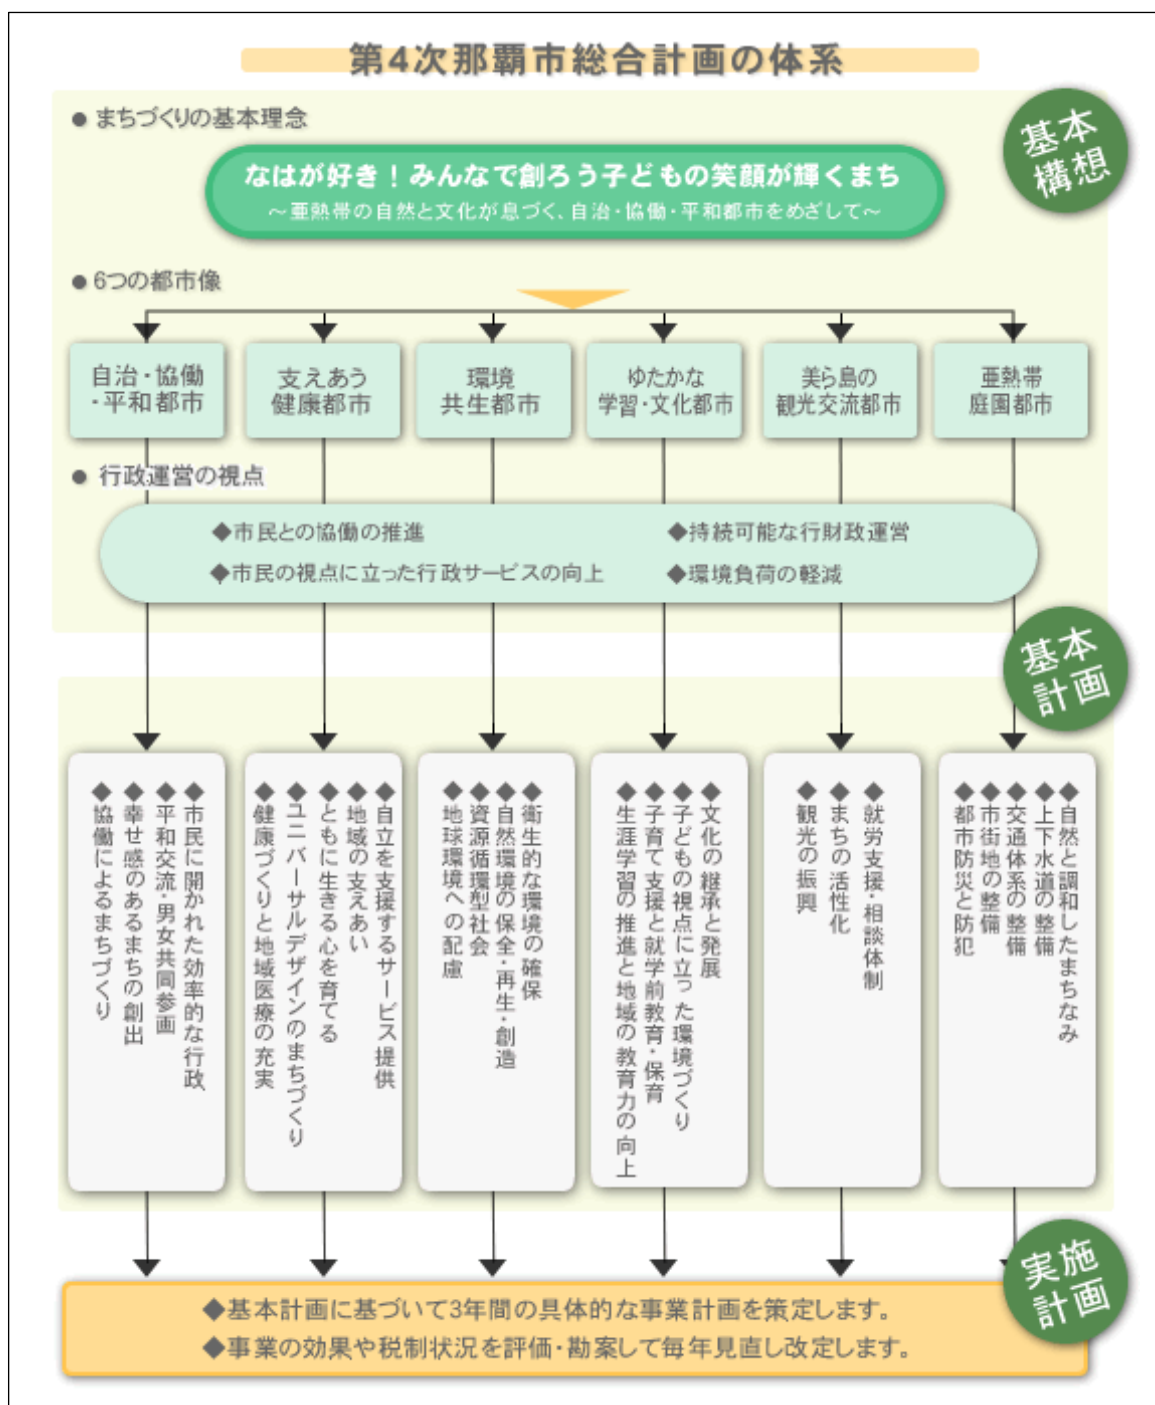 第4次那覇市総合計画の体系
基本
構想
● まちづくりの基本理念
なはが好き！みんなで創ろう子どもの笑顔が輝くまち
～亜熱帯の自然と文化が息づく、自治・協働・平和都市をめざして～
● 6つの都市像
自治・協働
・平和都市
支えあう
健康都市
環境
共生都市
ゆたかな
学習・文化都市
美ら島の
観光交流都市
亜熱帯
庭園都市
● 行政運営の視点
◆市民との協働の推進
◆持続可能な行財政運営
◆市民の視点に立った行政サービスの向上
◆環境負荷の軽減
基本
計画
◆市民に開かれた効率的な行政
◆平和交流・男女共同参画
◆幸せ感のあるまちの創出
◆協働によるまちづくり
◆自立を支援するサービス提供
◆地域の支えあい
◆ともに生きる心を育てる
◆ユニバーサルデザインのまちづくり
◆健康づくりと地域医療の充実
◆衛生的な環境の確保
◆自然環境の保全・再生・創造
◆資源循環型社会
◆地球環境への配慮
◆文化の継承と発展
◆子どもの視点に立った環境づくり
◆子育て支援と就学前教育・保育
◆生涯学習の推進と地域の教育力の向上
◆就労支援・相談体制
◆まちの活性化
◆観光の振興
◆自然と調和したまちなみ
◆上下水道の整備
◆交通体系の整備
◆市街地の整備
◆都市防災と防犯
実施
計画
◆基本計画に基づいて3年間の具体的な事業計画を策定します。
◆事業の効果や税制状況を評価・勘案して毎年見直し改定します。